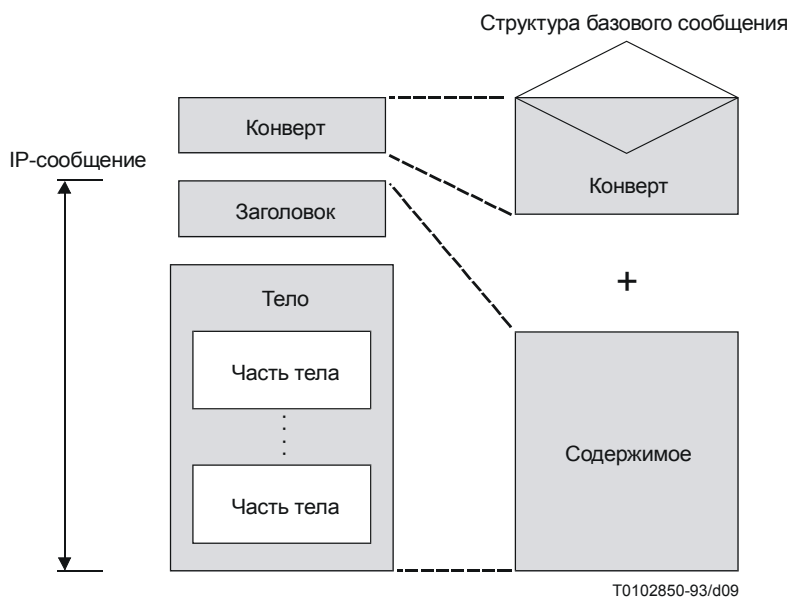 Структура базового сообщения
Конверт
IP-сообщение
Заголовок
Тело
Часть тела
Часть тела
Конверт
+
Содержимое
T0102850-93/d09